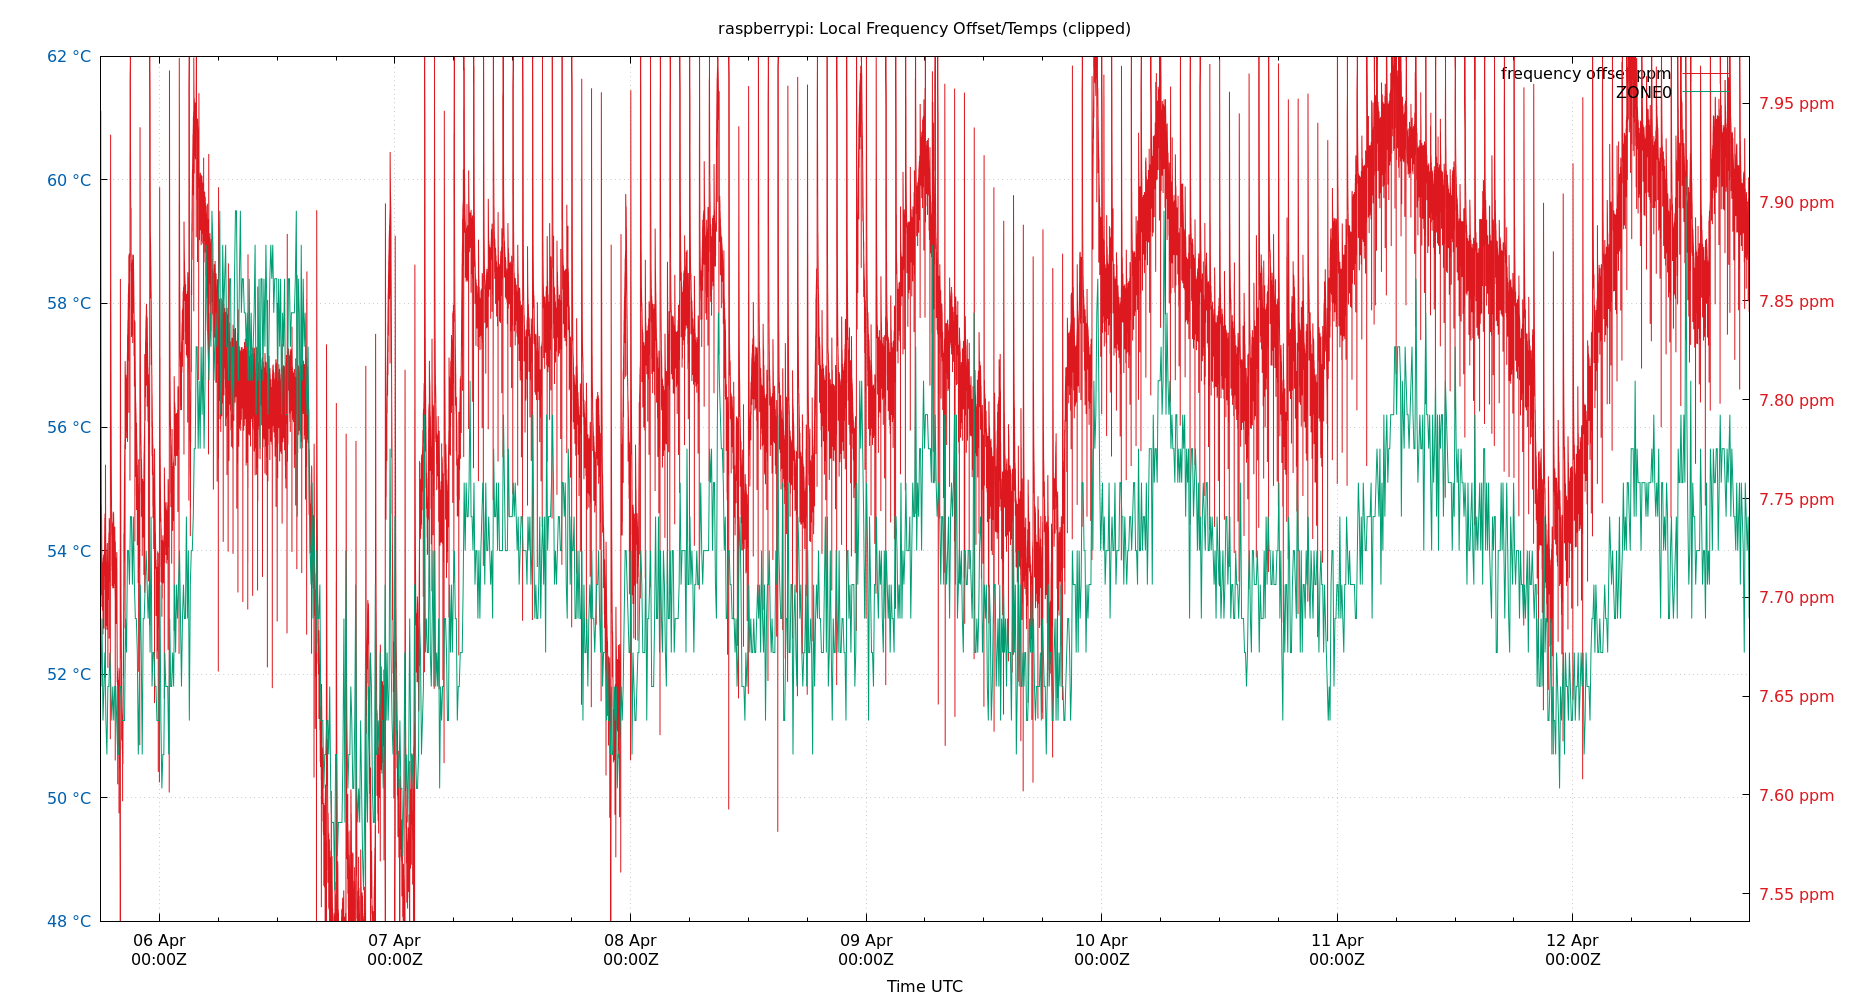 raspberrypi: Local Frequency Offset/Temps (clipped)
62 °C
60 °C
58 °C
56 °C
54 °C
52 °C
50 °C
48 °C
frequency offset ppm
ZONE0
7.95 ppm
7.90 ppm
7.85 ppm
7.80 ppm
7.75 ppm
7.70 ppm
7.65 ppm
7.60 ppm
7.55 ppm
06 Apr
00:00Z
07 Apr
00:00Z
08 Apr
00:00Z
09 Apr
00:00Z
10 Apr
00:00Z
11 Apr
00:00Z
12 Apr
00:00Z
Time UTC